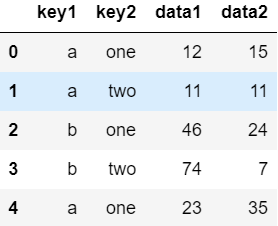 key1 key2 data1 data2
0 a one 12 15
1 a two 11 11
2 b one 46 24
3 b two 74 7
4 a one 23 35